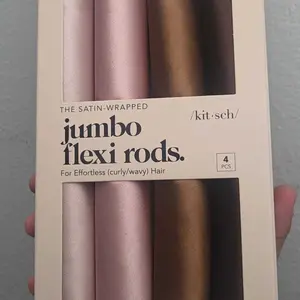 THE SATIN-WRAPPED
jumbo
flexi rods.
For Effortless (curly/wavy) Hair
/kit·sch/
4
PCS